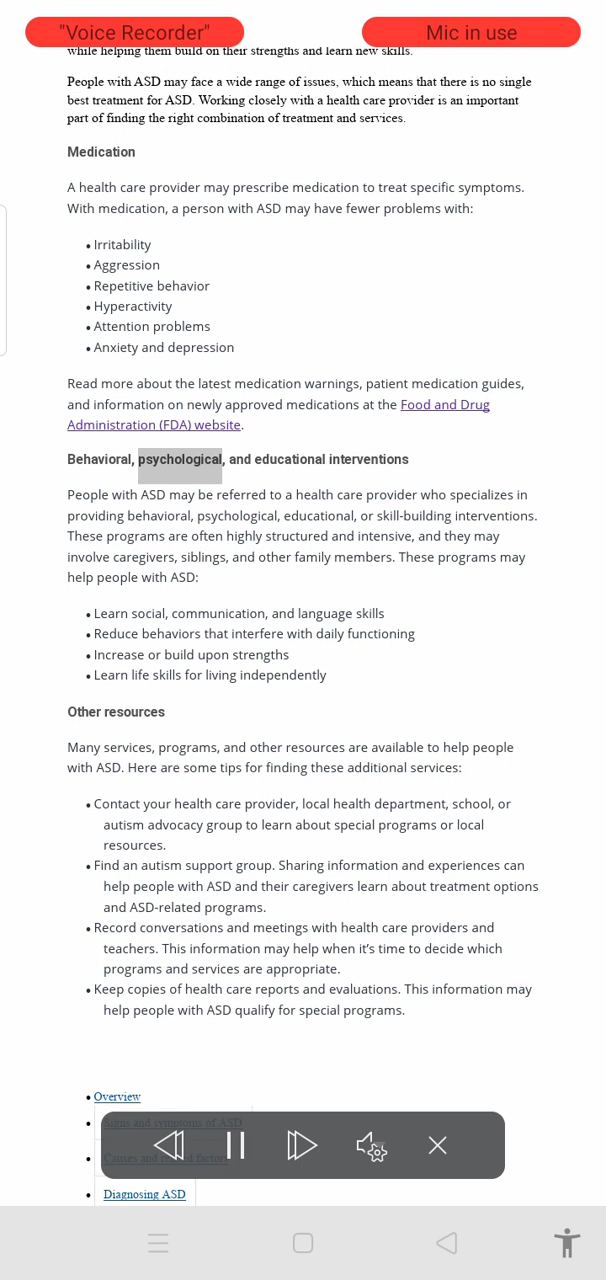 "Voice Recorder"
Mic in use
while helping them build on their strengths and learn new skills.
People with ASD may face a wide range of issues, which means that there is no single
best treatment for ASD. Working closely with a health care provider is an important
part of finding the right combination of treatment and services.
Medication
A health care provider may prescribe medication to treat specific symptoms.
With medication, a person with ASD may have fewer problems with:
• Irritability
• Aggression
• Repetitive behavior
• Hyperactivity
• Attention problems
• Anxiety and depression
Read more about the latest medication warnings, patient medication guides,
and information on newly approved medications at the Food and Drug
Administration (FDA) website.
Behavioral, psychological, and educational interventions
People with ASD may be referred to a health care provider who specializes in
providing behavioral, psychological, educational, or skill-building interventions.
These programs are often highly structured and intensive, and they may
involve caregivers, siblings, and other family members. These programs may
help people with ASD:
• Learn social, communication, and language skills
• Reduce behaviors that interfere with daily functioning
• Increase or build upon strengths
• Learn life skills for living independently
Other resources
Many services, programs, and other resources are available to help people
with ASD. Here are some tips for finding these additional services:
• Contact your health care provider, local health department, school, or
autism advocacy group to learn about special programs or local
resources.
• Find an autism support group. Sharing information and experiences can
help people with ASD and their caregivers learn about treatment options
and ASD-related programs.
• Record conversations and meetings with health care providers and
teachers. This information may help when it's time to decide which
programs and services are appropriate.
• Keep copies of health care reports and evaluations. This information may
help people with ASD qualify for special programs.
• Overview
• Signs and symptoms of ASD
• Causes and related factors
• Diagnosing ASD